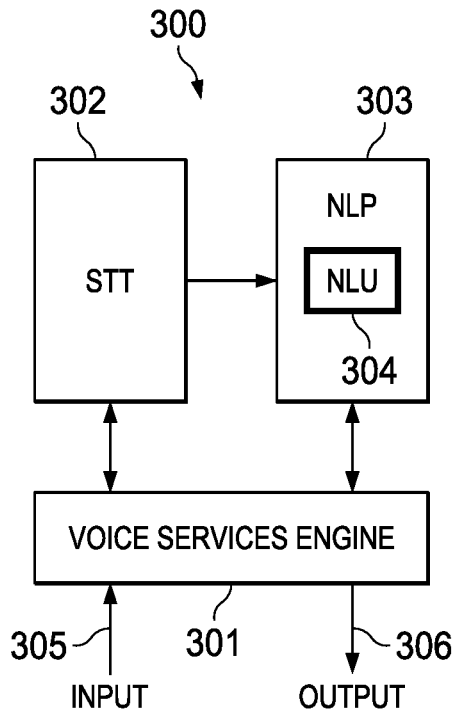 300
302
303
STT
NLP
NLU
304
VOICE SERVICES ENGINE
305
301
306
INPUT
OUTPUT